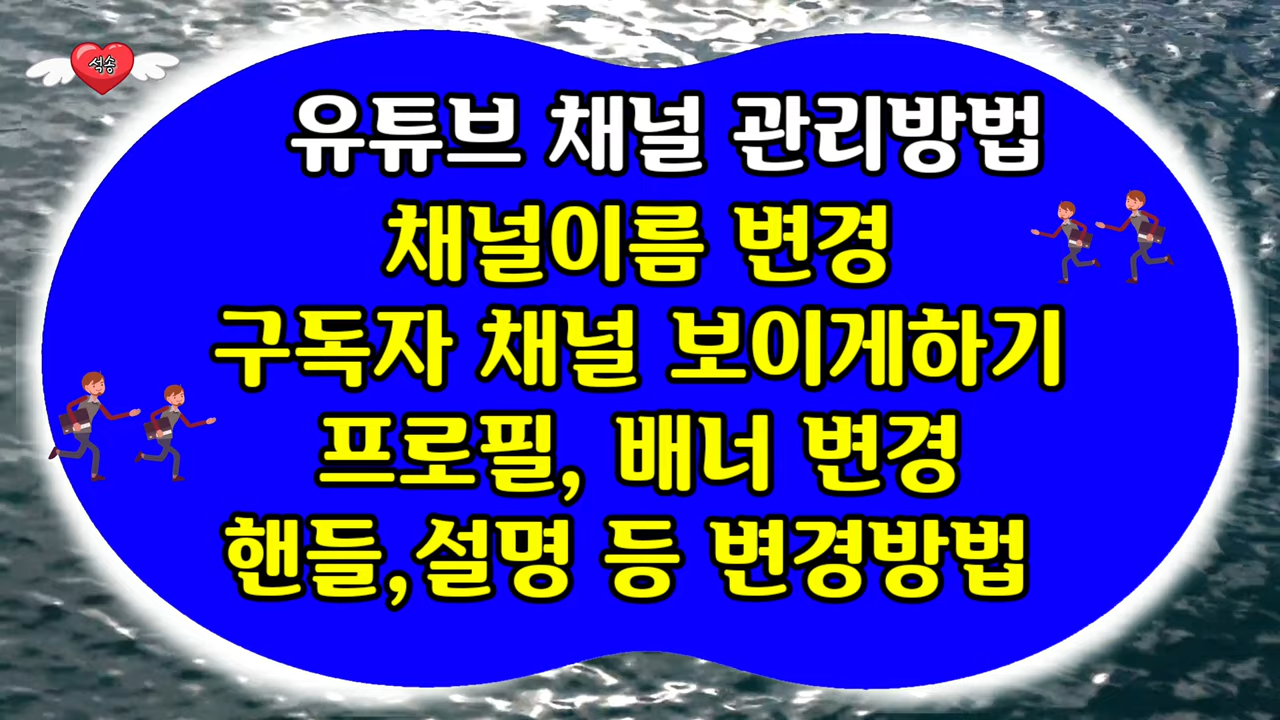 석송
유튜브 채널 관리방법
채널이름 변경
구독자 채널 보이게하기
프로필, 배너 변경
핸들,설명 등 변경방법